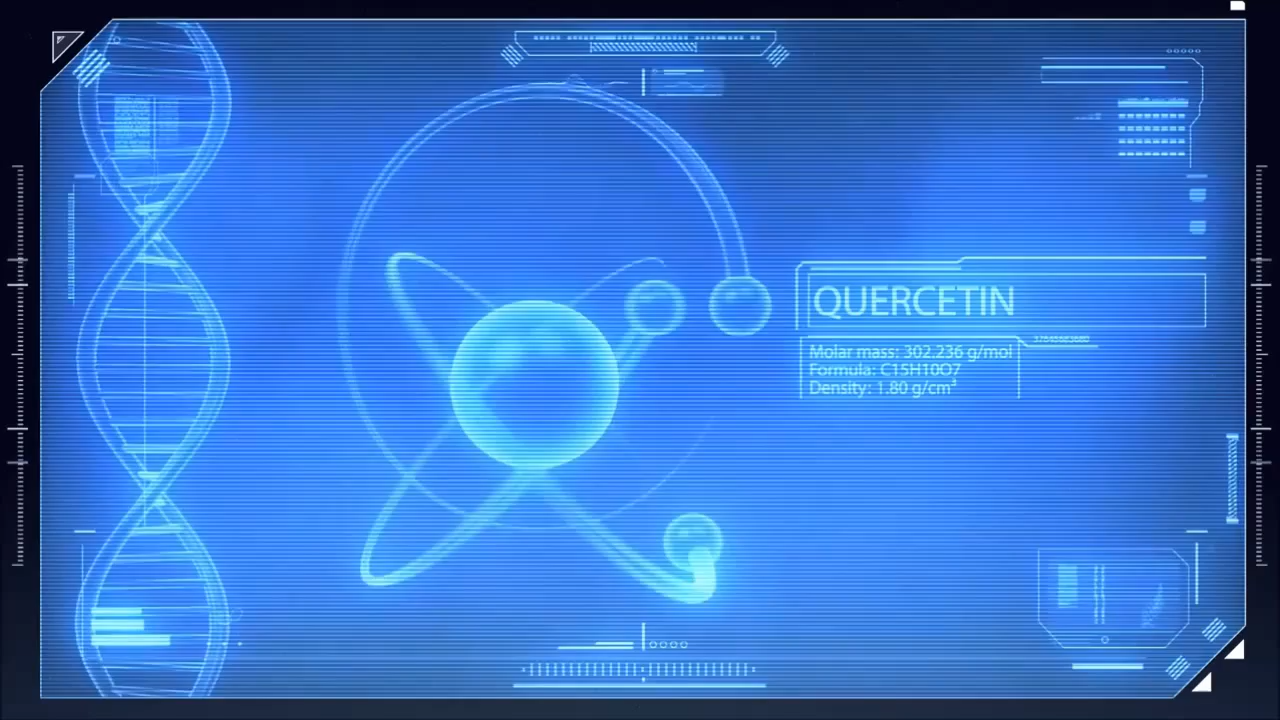 QUERCETIN
Molar mass: 302.236 g/mol
Formula: C15H10O7
Density: 1.80 g/cm³